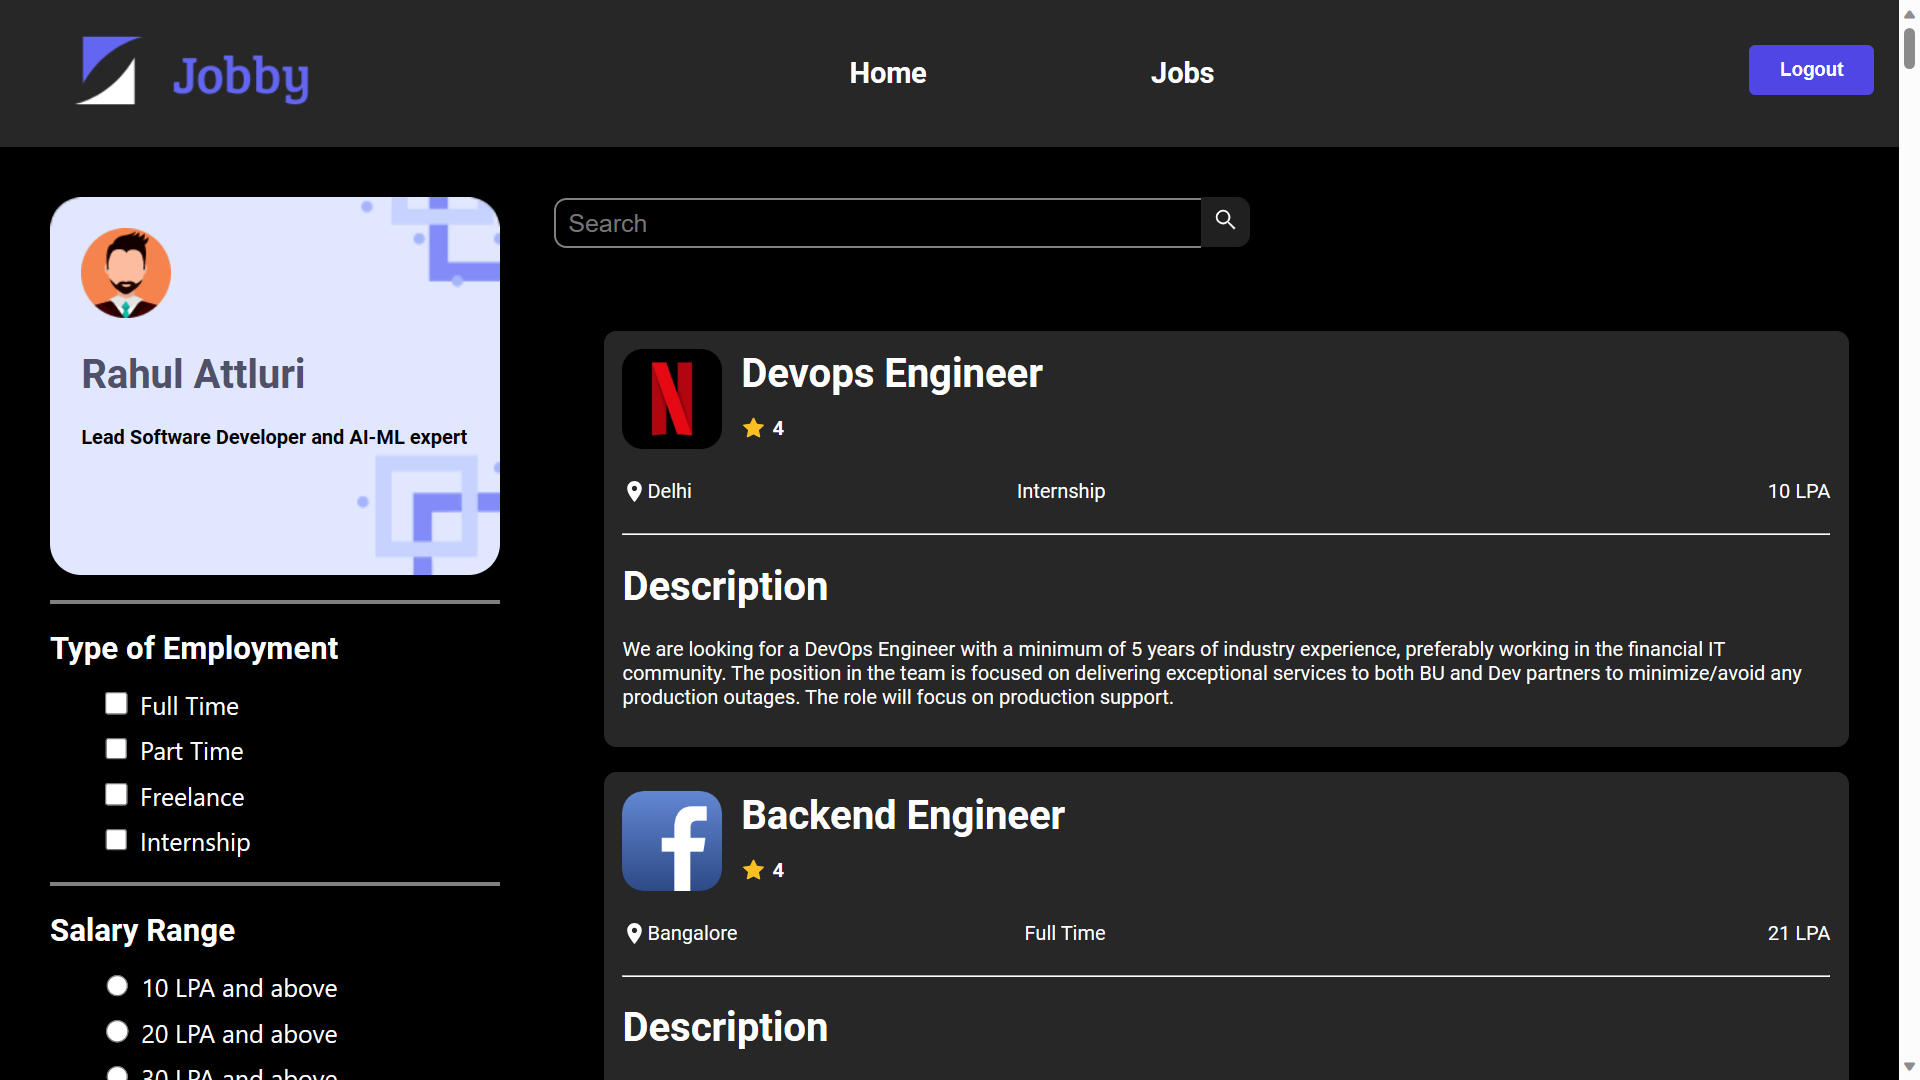 Jobby
Home
Jobs
Logout
Rahul Attluri
Lead Software Developer and AI-ML expert
Type of Employment
Full Time
Part Time
Freelance
Internship
Salary Range
10 LPA and above
20 LPA and above
30 LPA and above
Search
Devops Engineer
4
Delhi
Internship
10 LPA
Description
We are looking for a DevOps Engineer with a minimum of 5 years of industry experience, preferably working in the financial IT
community. The position in the team is focused on delivering exceptional services to both BU and Dev partners to minimize/avoid any
production outages. The role will focus on production support.
Backend Engineer
4
Bangalore
Full Time
21 LPA
Description